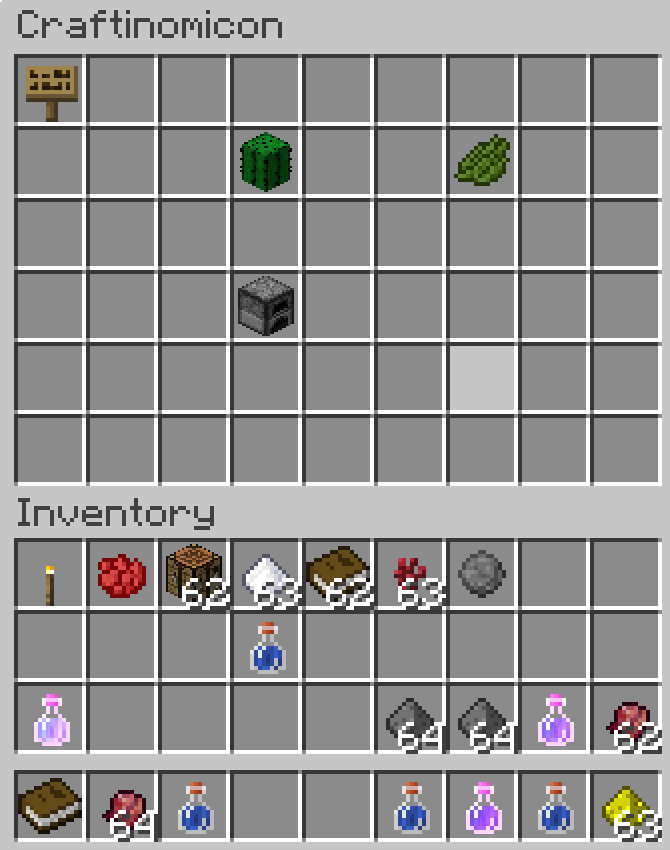 Craftinomicon
Inventory
62 63 62 63
64 64 62
64 63